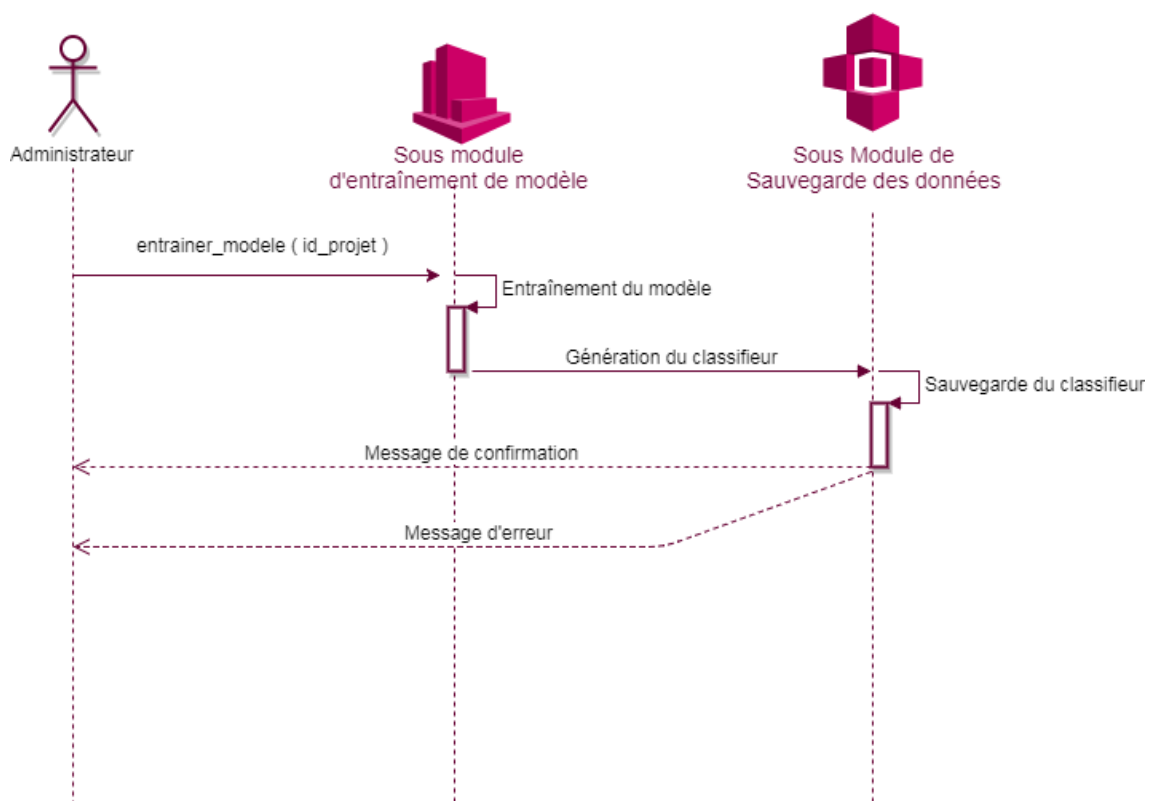 Administrateur
Sous module
d'entraînement de modèle
Sous Module de
Sauvegarde des données
entrainer_modele ( id_projet )
Entraînement du modèle
Génération du classifieur
Sauvegarde du classifieur
Message de confirmation
Message d'erreur